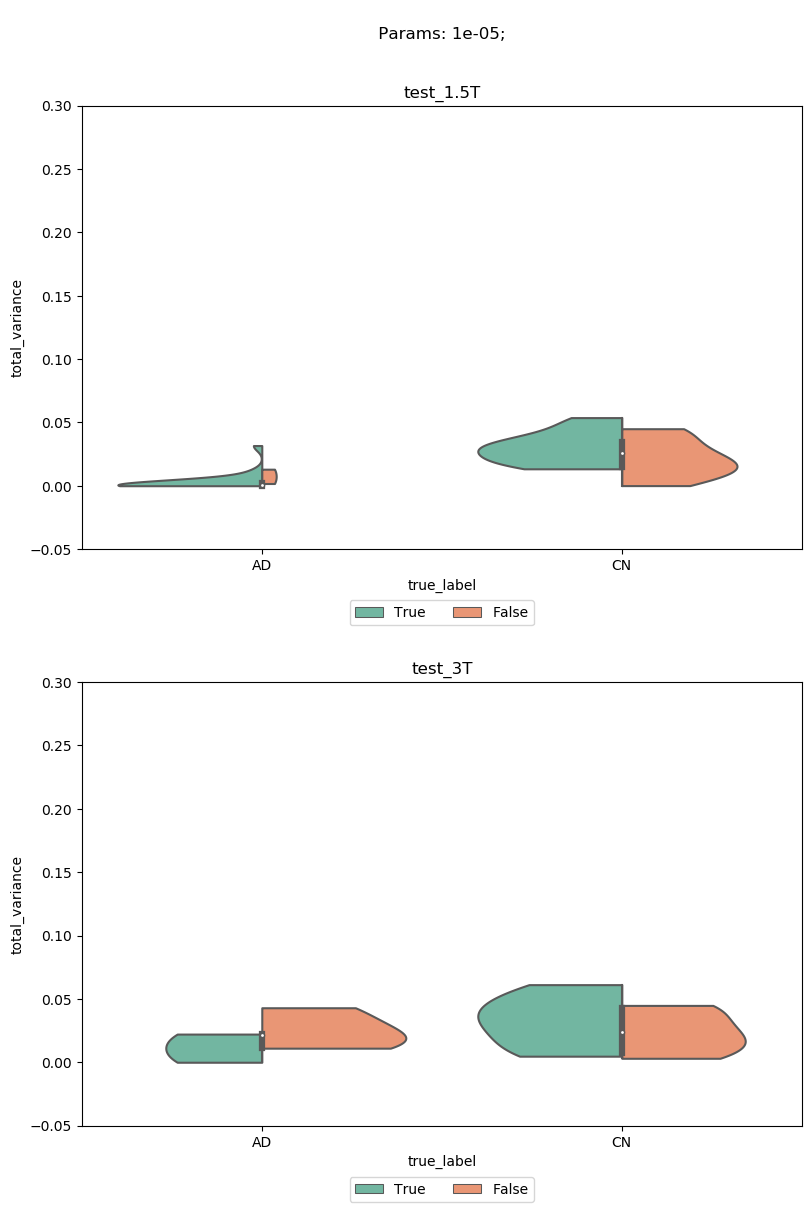 Params: 1e-05;
test_1.5T
0.30
0.25
0.20
0.15
0.10
0.05
0.00
−0.05
total_variance
AD CN
true_label
True False
test_3T
0.30
0.25
0.20
0.15
0.10
0.05
0.00
−0.05
total_variance
AD CN
true_label
True False